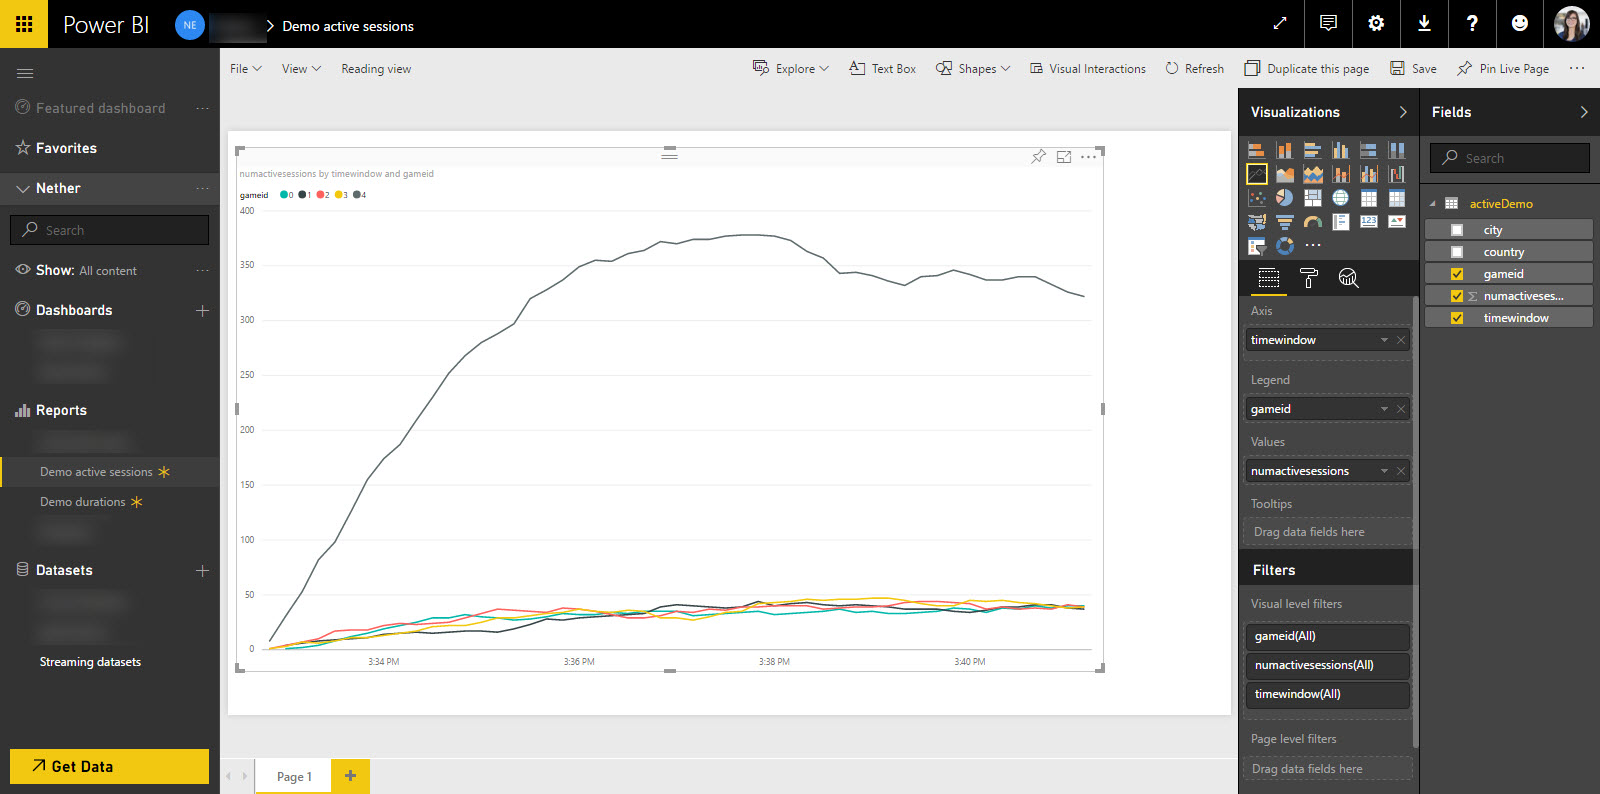 Power BI
NE
Demo active sessions
File
View
Reading view
Explore
Text Box
Shapes
Visual Interactions
Refresh
Duplicate this page
Save
Pin Live Page
Featured dashboard
Favorites
Nether
Search
Show: All content
Dashboards
Reports
Demo active sessions
Demo durations
Datasets
Streaming datasets
Get Data
numactivesessions by timewindow and gameid
gameid 0 1 2 3 4
400
350
300
250
200
150
100
50
0
3:34 PM 3:36 PM 3:38 PM 3:40 PM
Page 1
Visualizations
123
Axis
timewindow
Legend
gameid
Values
numactivesessions
Tooltips
Drag data fields here
Filters
Visual level filters
gameid(All)
numactivesessions(All)
timewindow(All)
Page level filters
Drag data fields here
Fields
Search
activeDemo
city
country
gameid
numactiveses...
timewindow